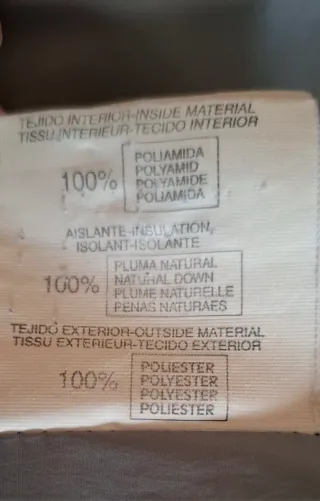 TEJIDO INTERIOR-INSIDE MATERIAL
TISSU INTERIEUR-TECIDO INTERIOR
100%
POLIAMIDA
POLYAMID
POLYAMIDE
POLIAMIDA
AISLANTE-INSULATION,
ISOLANT-ISOLANTE
100%
PLUMA NATURAL
NATURAL DOWN
PLUME NATURELLE
PENAS NATURAES
TEJIDO EXTERIOR-OUTSIDE MATERIAL
TISSU EXTERIEUR-TECIDO EXTERIOR
100%
POLIESTER
POLYESTER
POLYESTER
POLIESTER